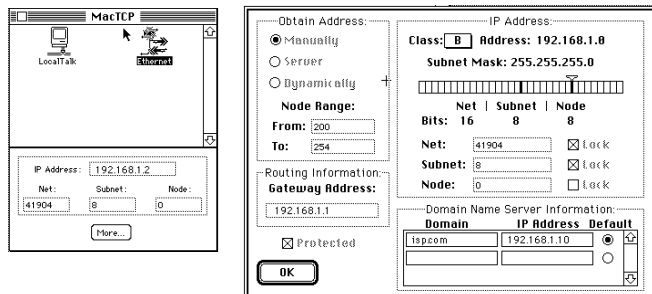 MacTCP
LocalTalk
Ethernet
IP Address: 192.168.1.2
Net: Subnet: Node:
41904 8 0
More...
Obtain Address:
Manually
Server
Dynamically
Node Range:
From: 200
To: 254
Routing Information:
Gateway Address:
192.168.1.1
Protected
OK
IP Address:
Class: B Address: 192.168.1.0
Subnet Mask: 255.255.255.0
Net | Subnet | Node
Bits: 16 8 8
Net: 41904 Lock
Subnet: 8 Lock
Node: 0 Lock
Domain Name Server Information:
Domain IP Address Default
isp.com 192.168.1.10